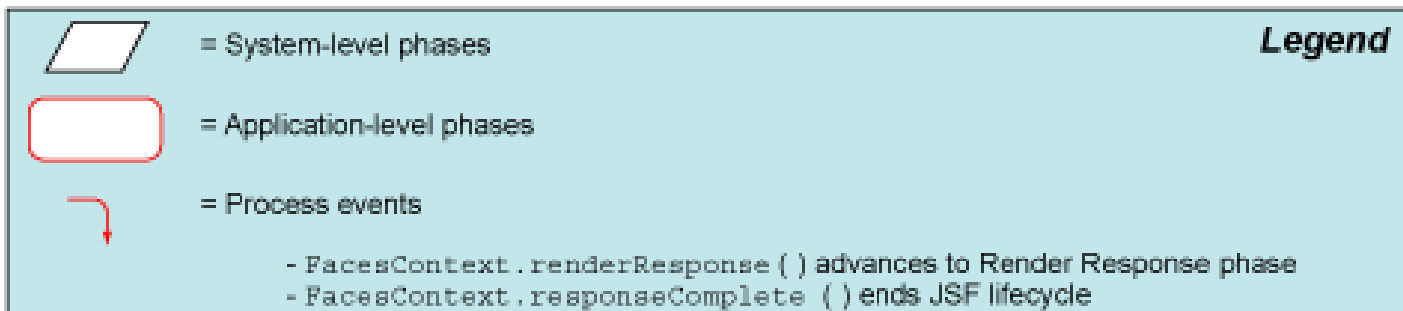 Legend
= System-level phases
= Application-level phases
= Process events
- FacesContext.renderResponse ( ) advances to Render Response phase
- FacesContext.responseComplete ( ) ends JSF lifecycle